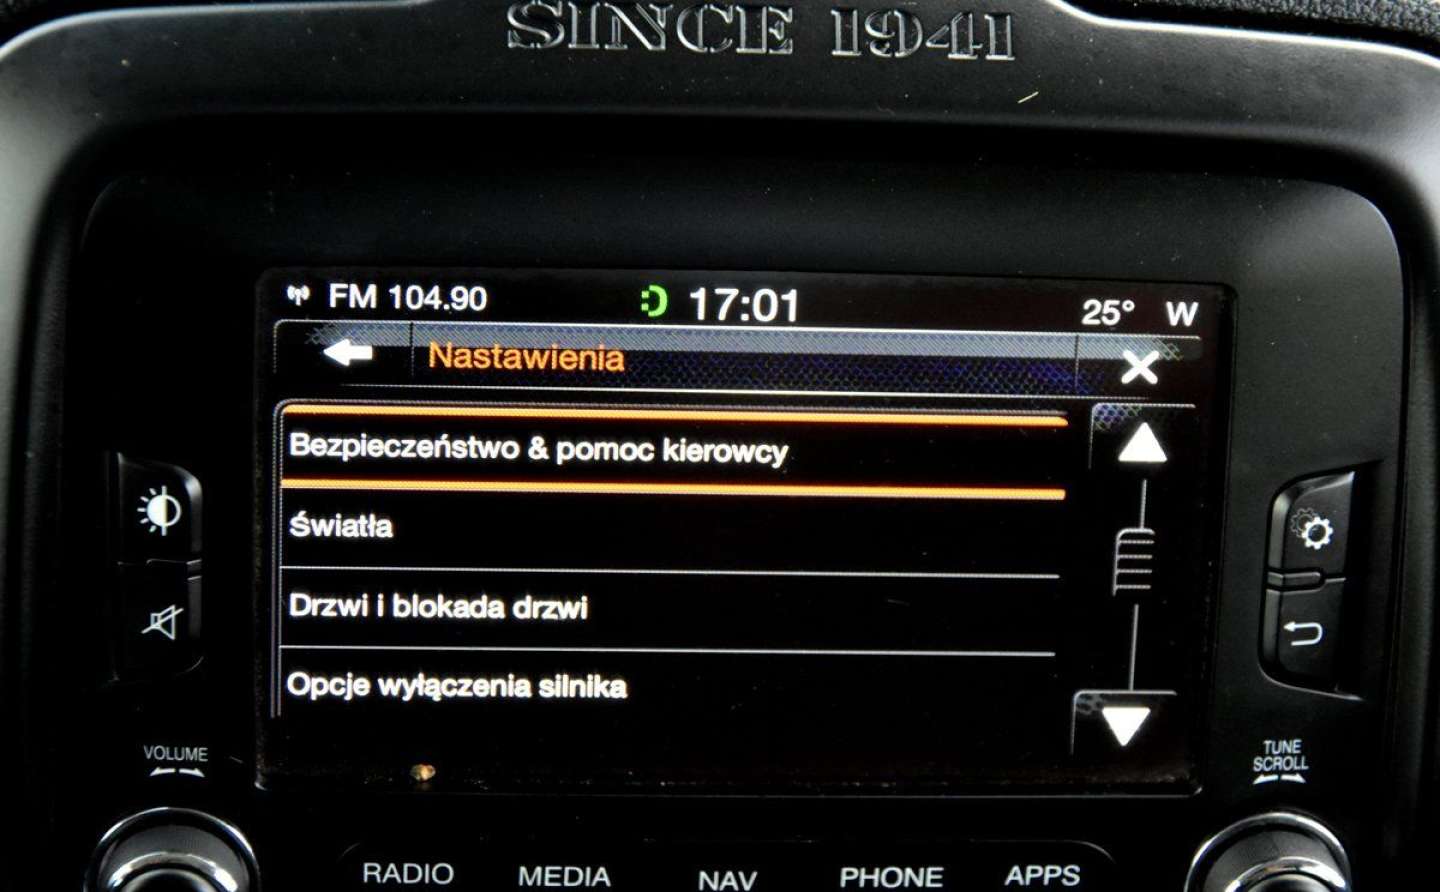 SINCE 1941
FM 104.90 17:01 25° W
Nastawienia
Bezpieczeństwo & pomoc kierowcy
Światła
Drzwi i blokada drzwi
Opcje wyłączenia silnika
VOLUME
TUNE
SCROLL
RADIO MEDIA NAV PHONE APPS